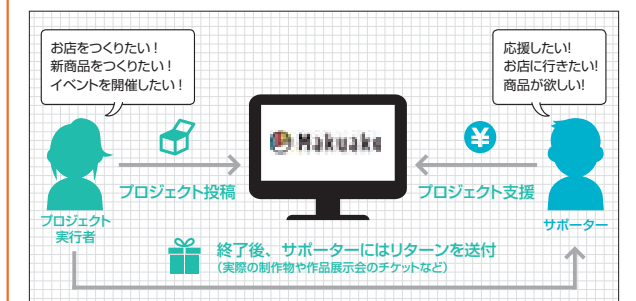 お店をつくりたい！
新商品をつくりたい！
イベントを開催したい！
応援したい!
お店に行きたい!
商品が欲しい!
Makuake
プロジェクト投稿
プロジェクト支援
プロジェクト
実行者
サポーター
終了後、サポーターにはリターンを送付
（実際の制作物や作品展示会のチケットなど）